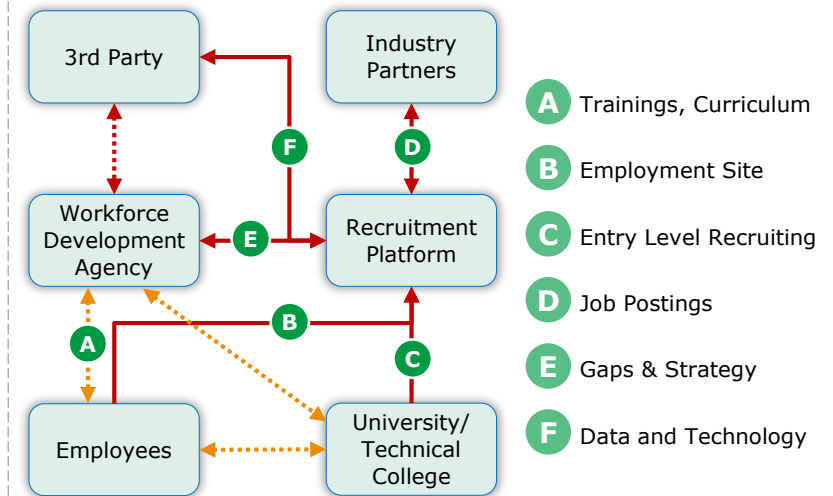 3rd Party
Industry
Partners
F
D
Workforce
Development
Agency
E
Recruitment
Platform
B
A
C
Employees
University/
Technical
College
A Trainings, Curriculum
B Employment Site
C Entry Level Recruiting
D Job Postings
E Gaps & Strategy
F Data and Technology